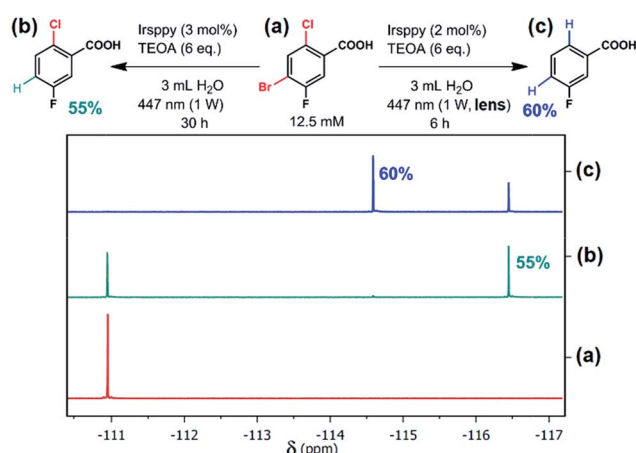 (b)
Cl
COOH
H
F
55%
Irsppy (3 mol%)
TEOA (6 eq.)
3 mL H₂O
447 nm (1 W)
30 h
(a)
Cl
COOH
Br
F
12.5 mM
Irsppy (2 mol%)
TEOA (6 eq.)
3 mL H₂O
447 nm (1 W, lens)
6 h
(c)
H
COOH
H
F
60%
60%
(c)
55%
(b)
(a)
-111 -112 -113 -114 -115 -116 -117
δ (ppm)